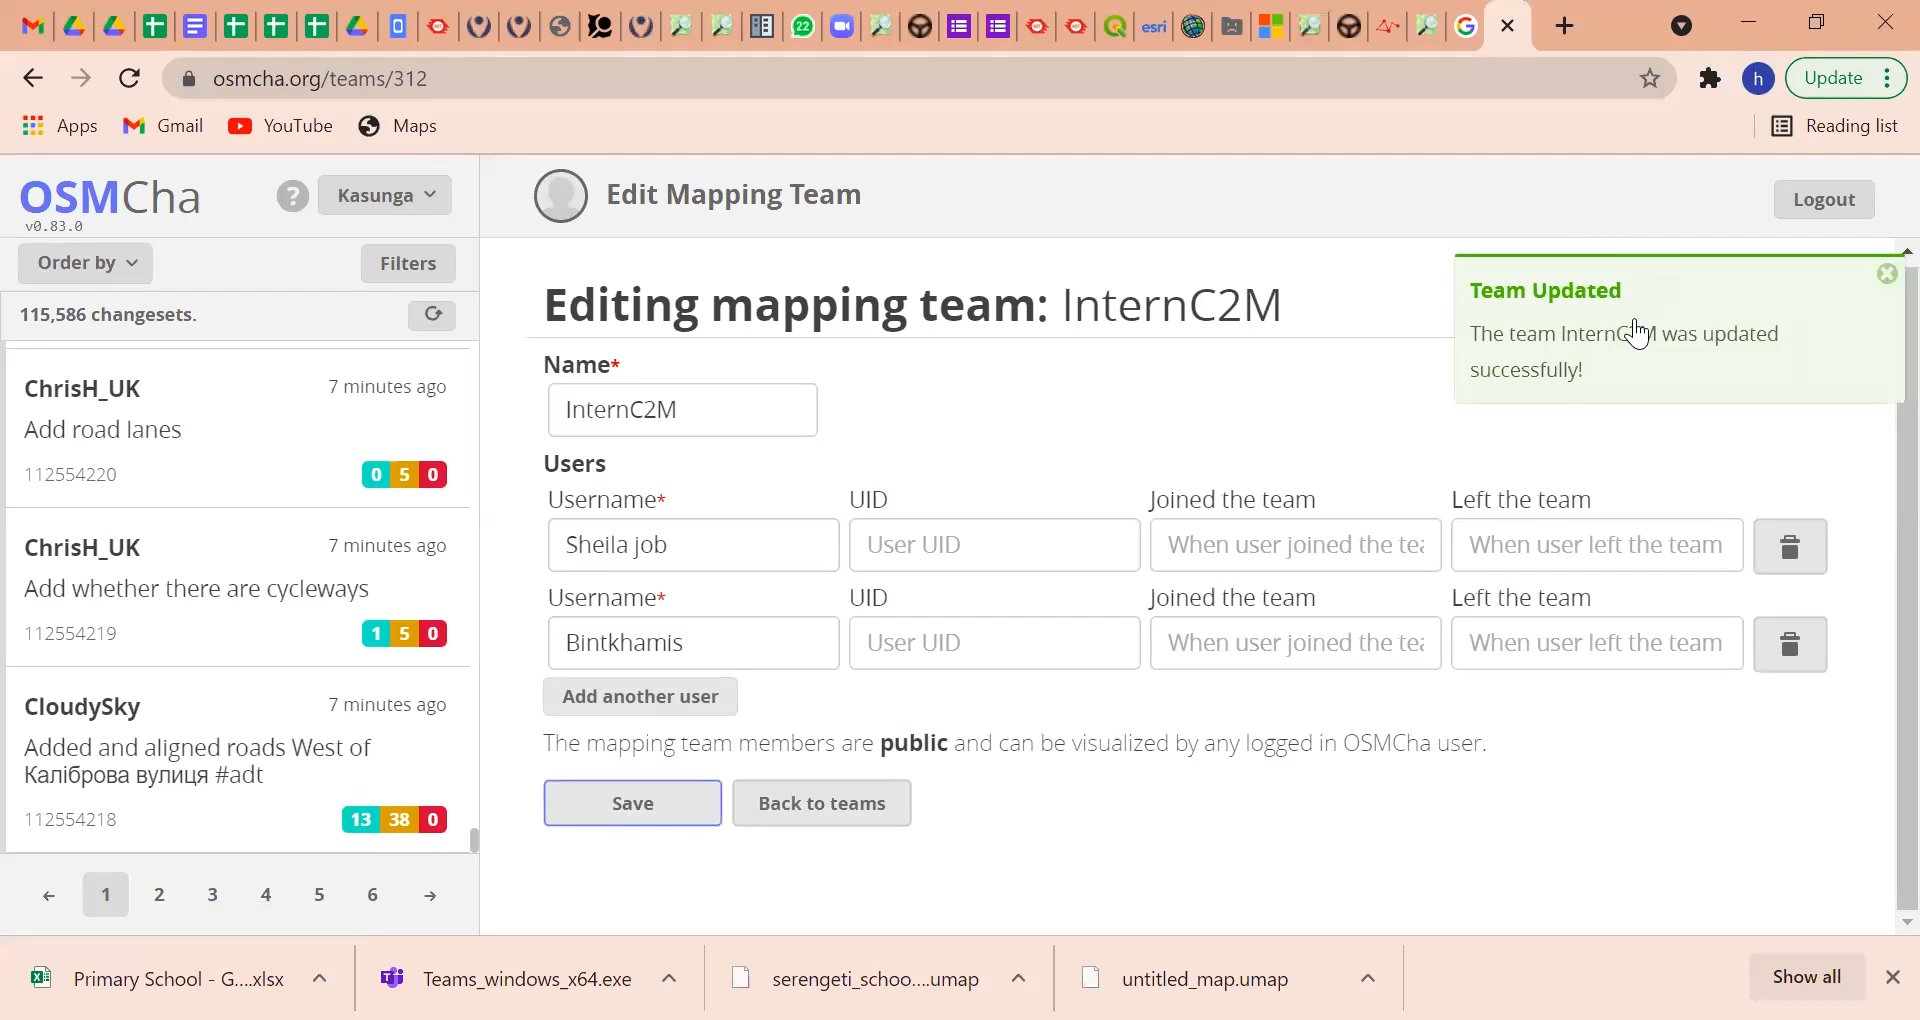 22
esri
osmcha.org/teams/312
h
Update
Apps
Gmail
YouTube
Maps
Reading list
OSMCha
v0.83.0
?
Kasunga
Edit Mapping Team
Logout
Order by
Filters
115,586 changesets.
ChrisH_UK
7 minutes ago
Add road lanes
112554220
0 5 0
ChrisH_UK
7 minutes ago
Add whether there are cycleways
112554219
1 5 0
CloudySky
7 minutes ago
Added and aligned roads West of
Каліброва вулиця #adt
112554218
13 38 0
← 1 2 3 4 5 6 →
Editing mapping team: InternC2M
Team Updated
The team InternC2M was updated
successfully!
Name*
InternC2M
Users
Username* UID Joined the team Left the team
Sheila job User UID When user joined the tea When user left the team
Username* UID Joined the team Left the team
Bintkhamis User UID When user joined the tea When user left the team
Add another user
The mapping team members are public and can be visualized by any logged in OSMCha user.
Save
Back to teams
Primary School - G....xlsx
Teams_windows_x64.exe
serengeti_schoo....umap
untitled_map.umap
Show all